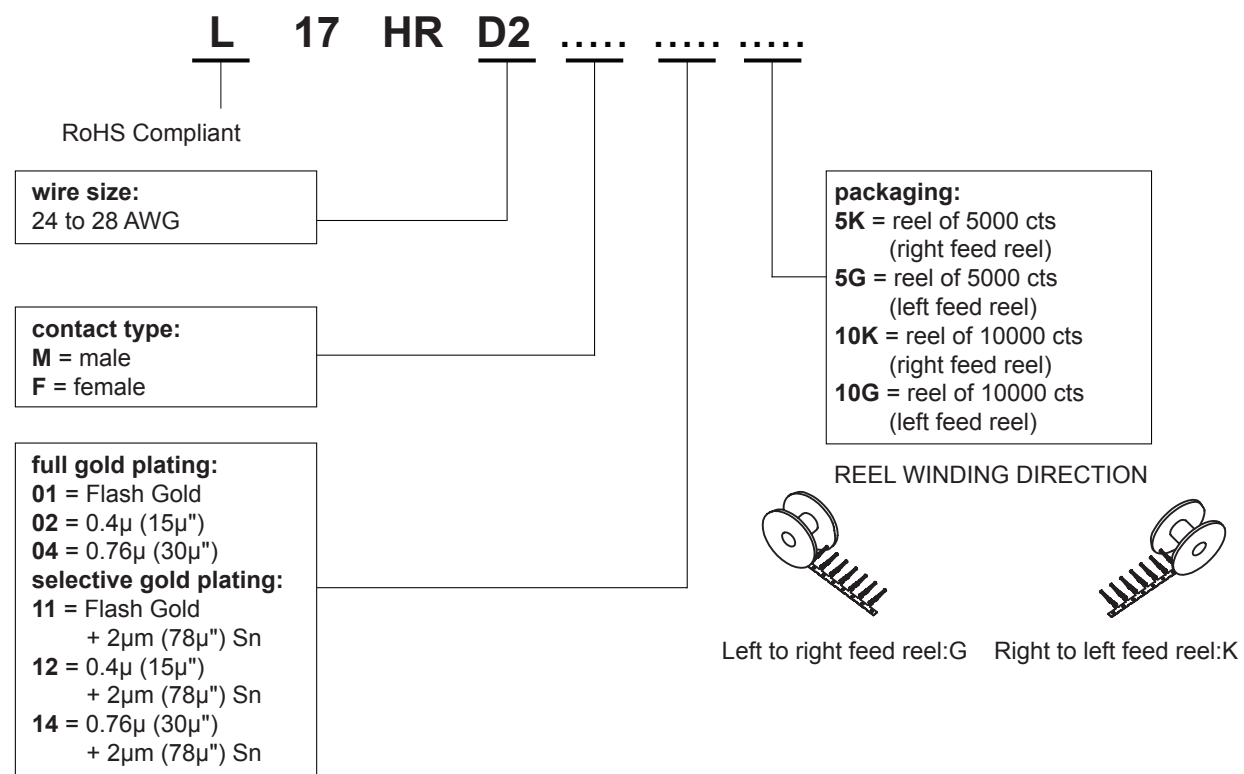 L 17 HR D2 ..... ..... .....
RoHS Compliant
wire size:
24 to 28 AWG
contact type:
M = male
F = female
full gold plating:
01 = Flash Gold
02 = 0.4µ (15µ")
04 = 0.76µ (30µ")
selective gold plating:
11 = Flash Gold
+ 2µm (78µ") Sn
12 = 0.4µ (15µ")
+ 2µm (78µ") Sn
14 = 0.76µ (30µ")
+ 2µm (78µ") Sn
packaging:
5K = reel of 5000 cts
(right feed reel)
5G = reel of 5000 cts
(left feed reel)
10K = reel of 10000 cts
(right feed reel)
10G = reel of 10000 cts
(left feed reel)
REEL WINDING DIRECTION
Left to right feed reel:G
Right to left feed reel:K